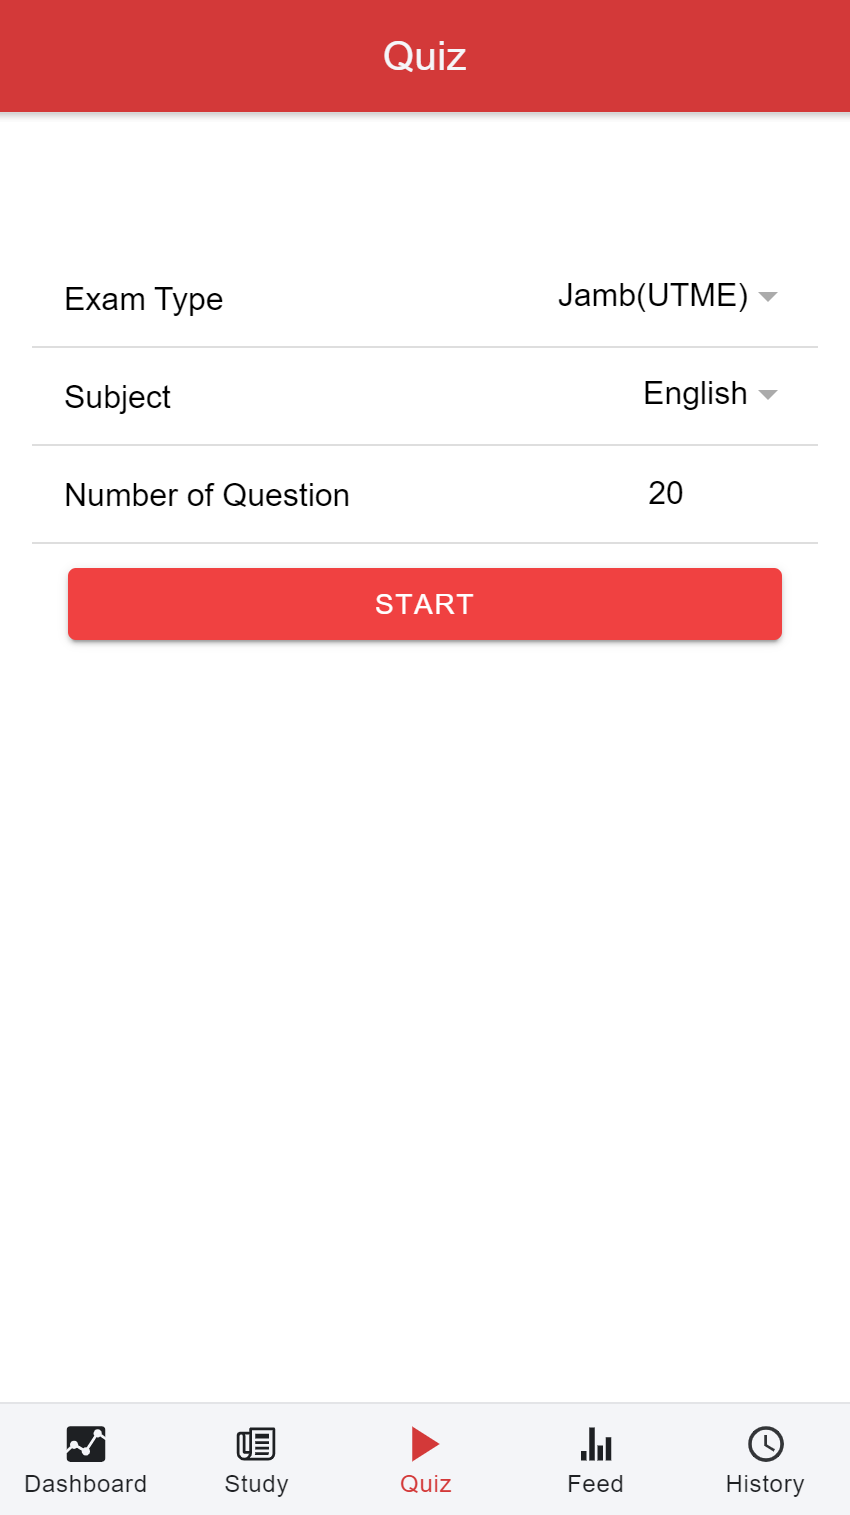 Quiz
Exam Type Jamb(UTME)
Subject English
Number of Question 20
START
Dashboard Study Quiz Feed History